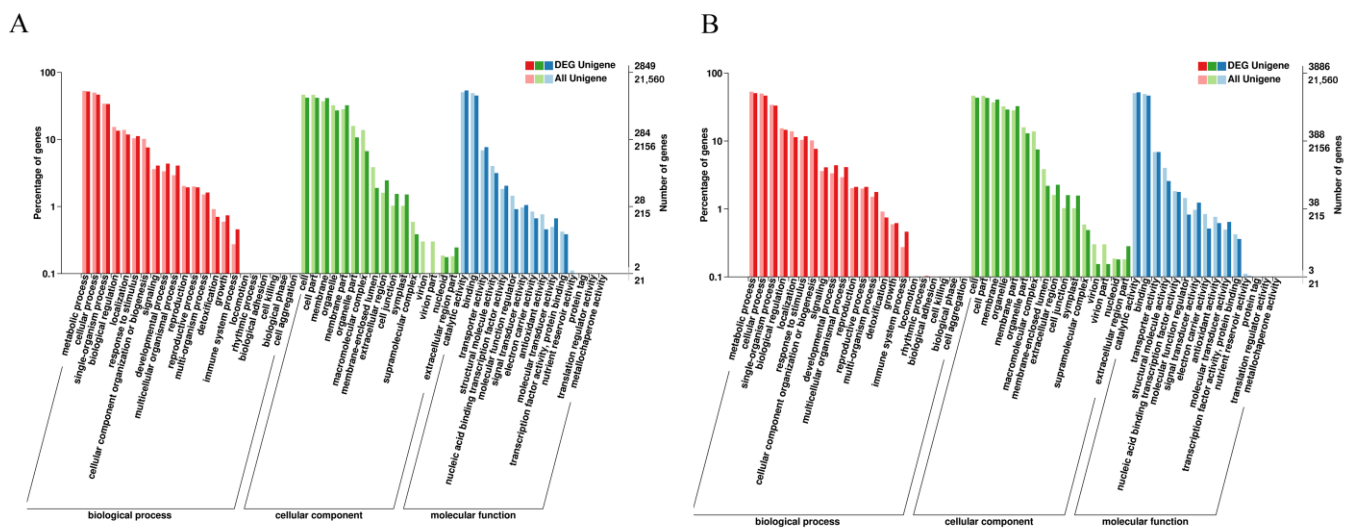 A
DEG Unigene
All Unigene
Percentage of genes
100
10
1
0.1
2849
21,560
284
2156
28
215
2
21
Number of genes
metabolic process
cellular process
single-organism process
biological regulation
localization
response to stimulus
cellular component organization or biogenesis
signaling
developmental process
multicellular organismal process
reproduction
reproductive process
multi-organism process
detoxification
growth
immune system process
locomotion
rhythmic process
biological adhesion
cell killing
biological phase
cell aggregation
cell
cell part
membrane
organelle
membrane part
organelle part
macromolecular complex
membrane-enclosed lumen
extracellular region
cell junction
symplast
supramolecular complex
virion
virion part
nucleoid
extracellular region part
catalytic activity
binding
transporter activity
structural molecule activity
nucleic acid binding transcription factor activity
molecular function regulator
signal transducer activity
electron carrier activity
antioxidant activity
molecular transducer activity
transcription factor activity, protein binding
nutrient reservoir activity
protein tag
translation regulator activity
metallochaperone activity
biological process
cellular component
molecular function
B
DEG Unigene
All Unigene
Percentage of genes
100
10
1
0.1
3886
21,560
388
2156
38
215
3
21
Number of genes
metabolic process
cellular process
single-organism process
biological regulation
localization
response to stimulus
cellular component organization or biogenesis
signaling
developmental process
multicellular organismal process
reproduction
reproductive process
multi-organism process
detoxification
growth
immune system process
locomotion
rhythmic process
biological adhesion
cell killing
biological phase
cell aggregation
cell
cell part
membrane
organelle
membrane part
organelle part
macromolecular complex
membrane-enclosed lumen
extracellular region
cell junction
symplast
supramolecular complex
virion
virion part
nucleoid
extracellular region part
catalytic activity
binding
transporter activity
structural molecule activity
nucleic acid binding transcription factor activity
molecular function regulator
signal transducer activity
electron carrier activity
antioxidant activity
molecular transducer activity
transcription factor activity, protein binding
nutrient reservoir activity
protein tag
translation regulator activity
metallochaperone activity
biological process
cellular component
molecular function